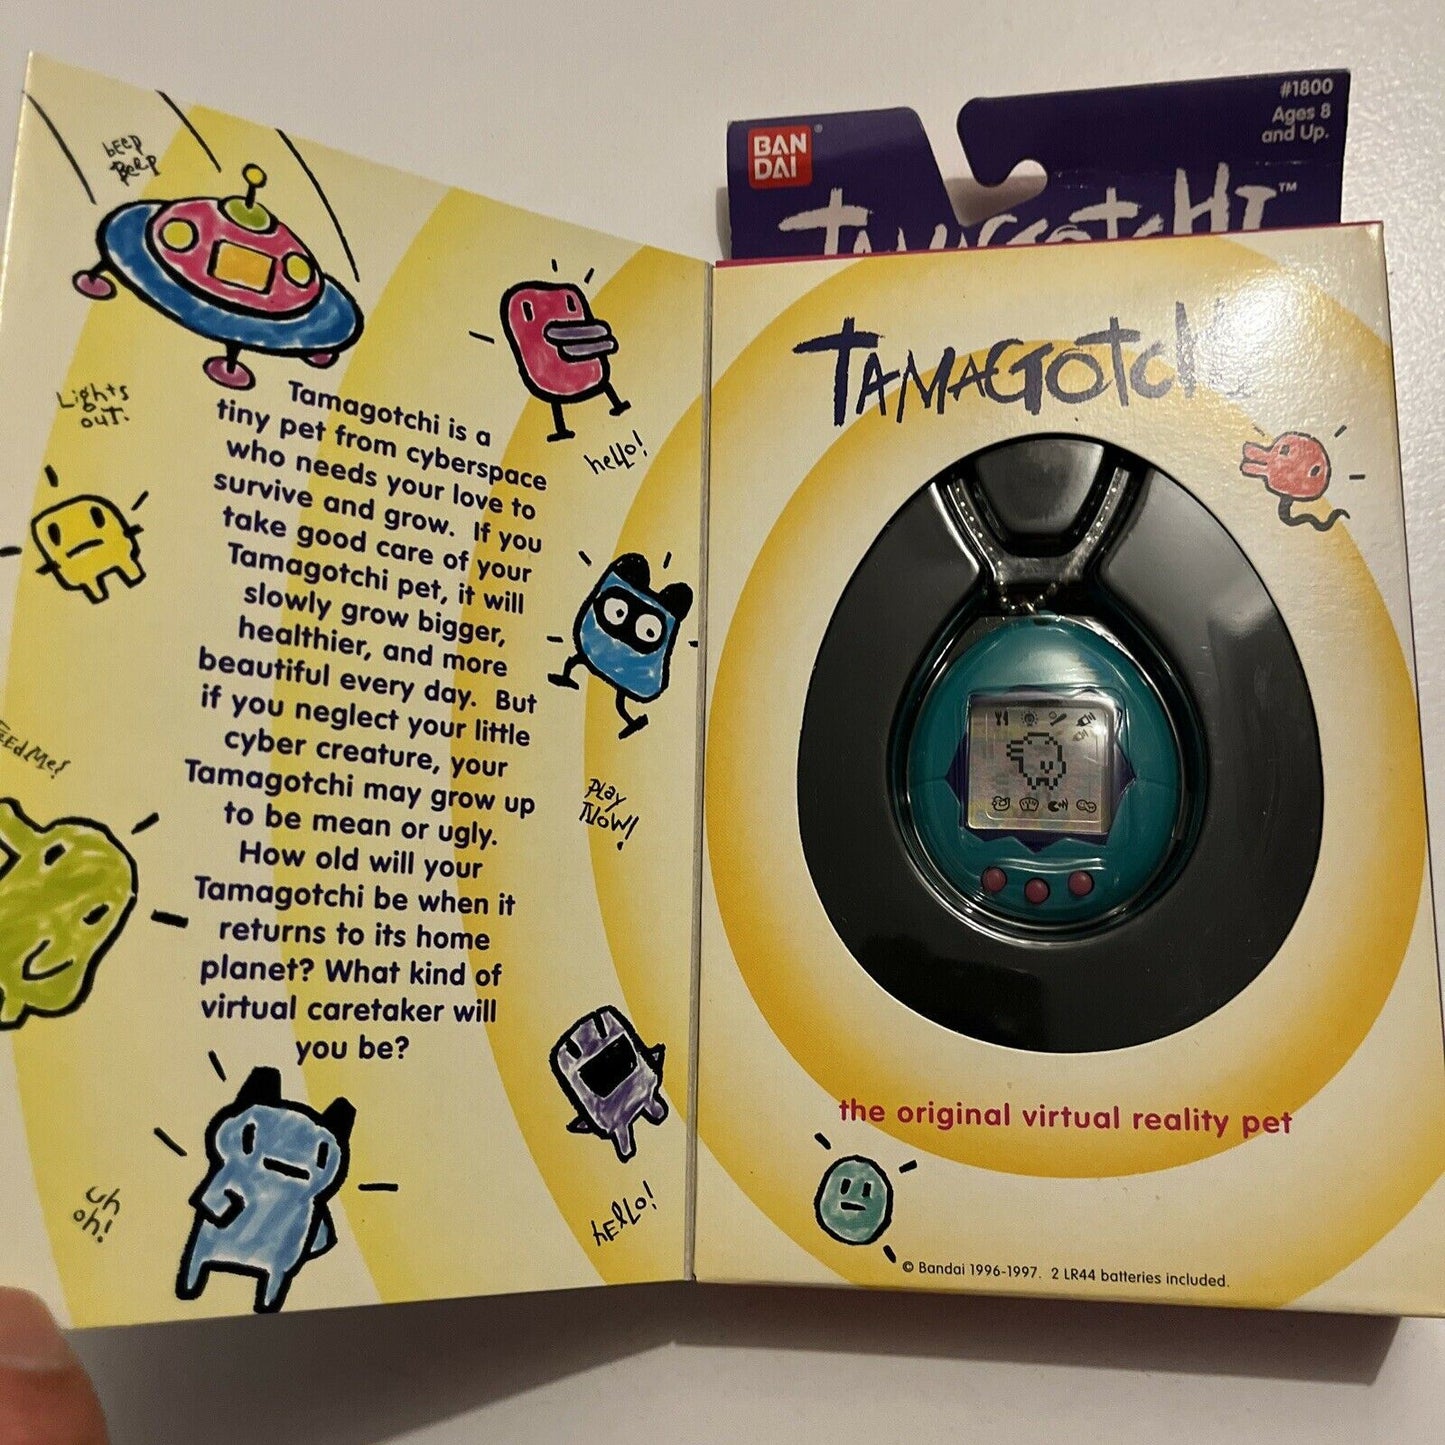 beep
Beep
Lights
out!
hello!
Tamagotchi is a
tiny pet from cyberspace
who needs your love to
survive and grow. If you
take good care of your
Tamagotchi pet, it will
slowly grow bigger,
healthier, and more
beautiful every day. But
if you neglect your little
cyber creature, your
Tamagotchi may grow up
to be mean or ugly.
How old will your
Tamagotchi be when it
returns to its home
planet? What kind of
virtual caretaker will
you be?
Me!
Play
Now!
uh
oh!
hello!
BAN
DAI
®
#1800
Ages 8
and Up.
TAMAGOTCHI™
TAMAGOTCHI
the original virtual reality pet
© Bandai 1996-1997. 2 LR44 batteries included.